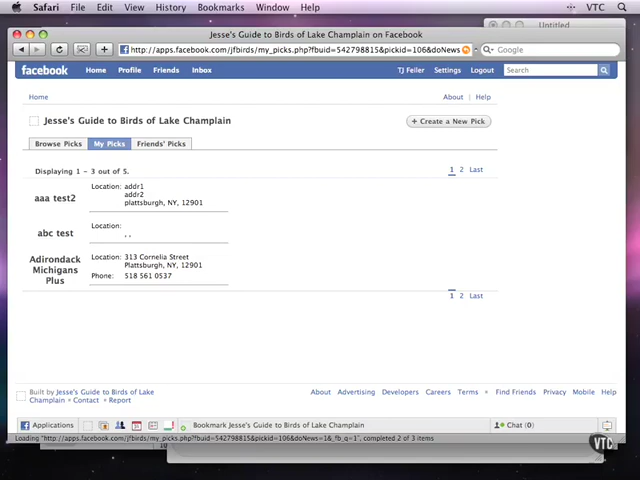 Safari File Edit View History Bookmarks Window Help VTC
Untitled
Jesse's Guide to Birds of Lake Champlain on Facebook
http://apps.facebook.com/jfbirds/my_picks.php?fbuid=542798815&pickid=106&doNews Google
facebook Home Profile Friends Inbox TJ Feiler Settings Logout Search
Home About | Help
Jesse's Guide to Birds of Lake Champlain + Create a New Pick
Browse Picks My Picks Friends' Picks
Displaying 1 - 3 out of 5. 1 2 Last
aaa test2
Location: addr1
addr2
plattsburgh, NY, 12901
abc test
Location:
, ,
Adirondack
Michigans
Plus
Location: 313 Cornelia Street
Plattsburgh, NY, 12901
Phone: 518 561 0537
1 2 Last
Built by Jesse's Guide to Birds of Lake
Champlain · Contact · Report
About Advertising Developers Careers Terms · Find Friends Privacy Mobile Help
Applications Bookmark Jesse's Guide to Birds of Lake Champlain Chat (0)
Loading "http://apps.facebook.com/jfbirds/my_picks.php?fbuid=542798815&pickid=106&doNews=1&_fb_q=1", completed 2 of 3 items
VTC